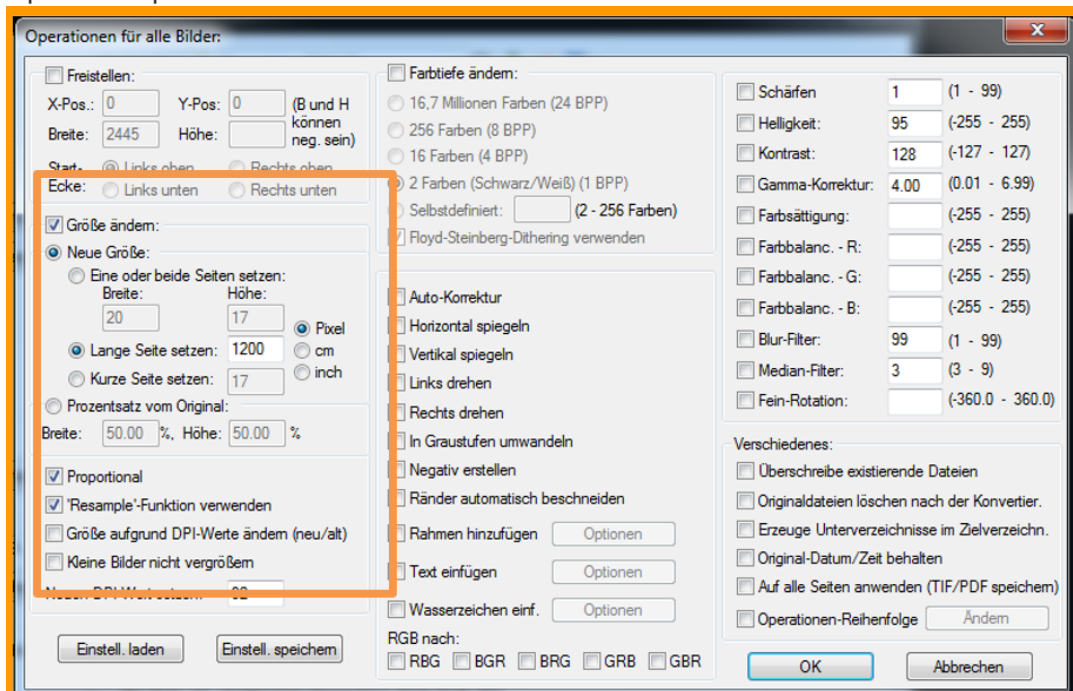 Operationen für alle Bilder:
Freistellen:
X-Pos.: 0 Y-Pos: 0 (B und H
können
neg. sein)
Breite: 2445 Höhe:
Start- Links oben Rechts oben
Ecke: Links unten Rechts unten
Größe ändern:
Neue Größe:
Eine oder beide Seiten setzen:
Breite: Höhe:
20 17
Pixel
Lange Seite setzen: 1200 cm
Kurze Seite setzen: 17 inch
Prozentsatz vom Original:
Breite: 50.00 %, Höhe: 50.00 %
Proportional
'Resample'-Funktion verwenden
Größe aufgrund DPI-Werte ändern (neu/alt)
Kleine Bilder nicht vergrößern
Einstell. laden Einstell. speichern
Farbtiefe ändern:
16,7 Millionen Farben (24 BPP)
256 Farben (8 BPP)
16 Farben (4 BPP)
2 Farben (Schwarz/Weiß) (1 BPP)
Selbstdefiniert: (2 - 256 Farben)
Floyd-Steinberg-Dithering verwenden
Auto-Korrektur
Horizontal spiegeln
Vertikal spiegeln
Links drehen
Rechts drehen
In Graustufen umwandeln
Negativ erstellen
Ränder automatisch beschneiden
Rahmen hinzufügen Optionen
Text einfügen Optionen
Wasserzeichen einf. Optionen
RGB nach:
RBG BGR BRG GRB GBR
Schärfen 1 (1 - 99)
Helligkeit: 95 (-255 - 255)
Kontrast: 128 (-127 - 127)
Gamma-Korrektur: 4.00 (0.01 - 6.99)
Farbsättigung: (-255 - 255)
Farbbalanc. - R: (-255 - 255)
Farbbalanc. - G: (-255 - 255)
Farbbalanc. - B: (-255 - 255)
Blur-Filter: 99 (1 - 99)
Median-Filter: 3 (3 - 9)
Fein-Rotation: (-360.0 - 360.0)
Verschiedenes:
Überschreibe existierende Dateien
Originaldateien löschen nach der Konvertier.
Erzeuge Unterverzeichnisse im Zielverzeichn.
Original-Datum/Zeit behalten
Auf alle Seiten anwenden (TIF/PDF speichern)
Operationen-Reihenfolge Ändern
OK Abbrechen